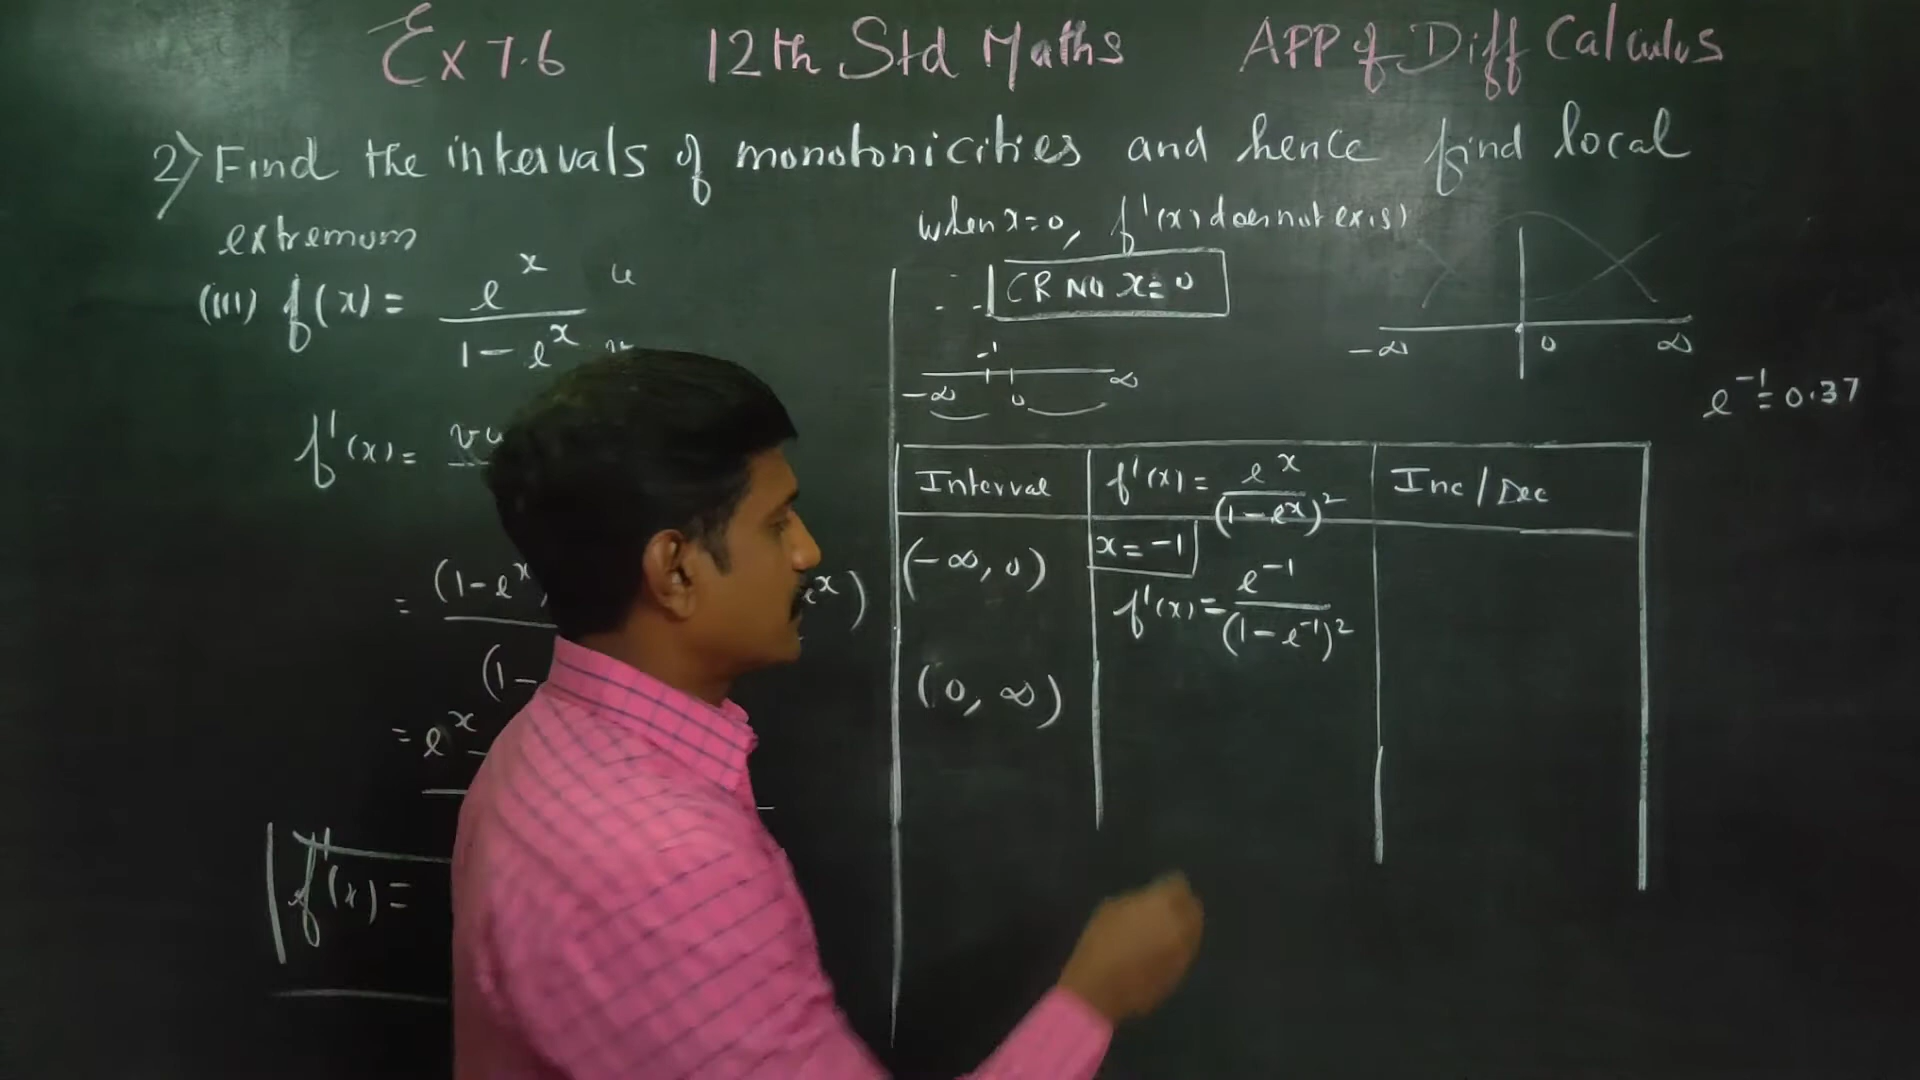 Ex 7.6 12th Std Maths APP of Diff Calculus
2) Find the intervals of monotonicities and hence find local
extremum
(iii) f(x) = e^x / 1 - e^x u
f'(x) = vu
= (1-e^x) e^x)
(1-
= e^x -
f'(x) =
when x=0, f'(x) does not exist
CR NO x = 0
-1
-∞ 0 ∞
-∞ 0 ∞
e^-1 = 0.37
Interval f'(x) = e^x / (1-e^x)^2 Inc/Dec
(-∞, 0) x = -1
f'(x) = e^-1 / (1-e^-1)^2
(0, ∞)